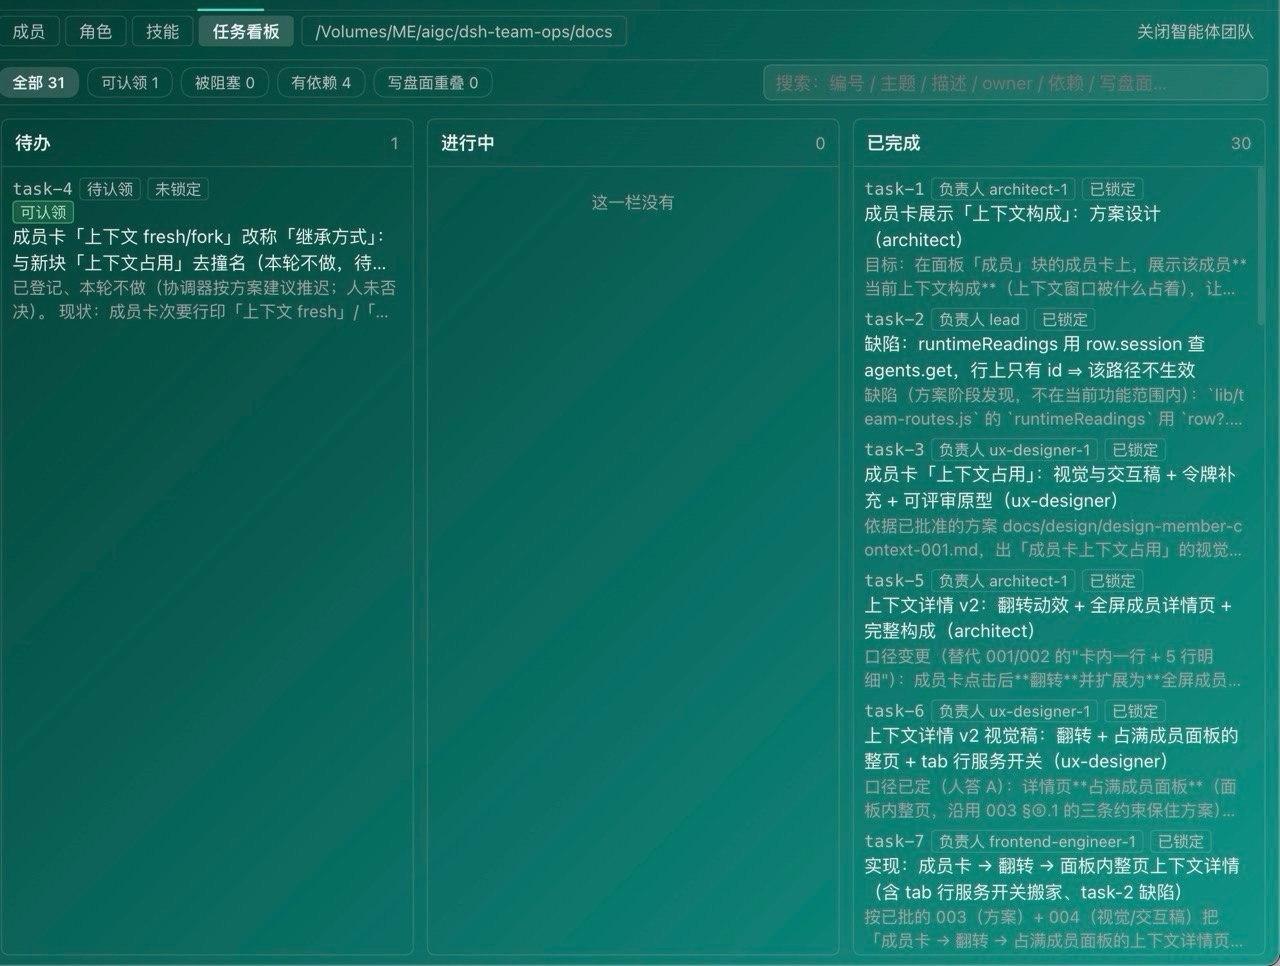 成员 角色 技能 任务看板 /Volumes/ME/aigc/dsh-team-ops/docs 关闭智能体团队
全部 31 可认领 1 被阻塞 0 有依赖 4 写盘面重叠 0 搜索：编号 / 主题 / 描述 / owner / 依赖 / 写盘面...
待办 1
task-4 待认领 未锁定
可认领
成员卡「上下文 fresh/fork」改称「继承方式」：
与新块「上下文占用」去撞名（本轮不做，待...
已登记、本轮不做（协调器按方案建议推迟；人未否
决）。 现状：成员卡次要行印「上下文 fresh」/「...
进行中 0
这一栏没有
已完成 30
task-1 负责人 architect-1 已锁定
成员卡展示「上下文构成」：方案设计
（architect）
目标：在面板「成员」块的成员卡上，展示该成员**
当前上下文构成**（上下文窗口被什么占着），让...
task-2 负责人 lead 已锁定
缺陷：runtimeReadings 用 row.session 查
agents.get，行上只有 id ⇒ 该路径不生效
缺陷（方案阶段发现，不在当前功能范围内）：`lib/t
eam-routes.js` 的 `runtimeReadings` 用 `row?....
task-3 负责人 ux-designer-1 已锁定
成员卡「上下文占用」：视觉与交互稿 + 令牌补
充 + 可评审原型（ux-designer）
依据已批准的方案 docs/design/design-member-c
ontext-001.md，出「成员卡上下文占用」的视觉...
task-5 负责人 architect-1 已锁定
上下文详情 v2：翻转动效 + 全屏成员详情页 +
完整构成（architect）
口径变更（替代 001/002 的"卡内一行 + 5 行明
细"）：成员卡点击后**翻转**并扩展为**全屏成员...
task-6 负责人 ux-designer-1 已锁定
上下文详情 v2 视觉稿：翻转 + 占满成员面板的
整页 + tab 行服务开关（ux-designer）
口径已定（人答 A）：详情页**占满成员面板**（面
板内整页，沿用 003 §.1 的三条约束保住方案）...
task-7 负责人 frontend-engineer-1 已锁定
实现：成员卡 → 翻转 → 面板内整页上下文详情
（含 tab 行服务开关搬家、task-2 缺陷）
按已批的 003（方案）+ 004（视觉/交互稿）把
「成员卡 → 翻转 → 占满成员面板的上下文详情页...